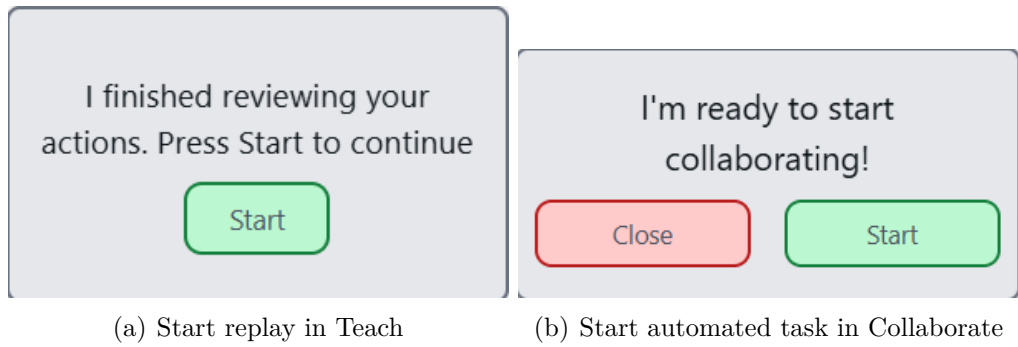 I finished reviewing your
actions. Press Start to continue
Start
(a) Start replay in Teach
I'm ready to start
collaborating!
Close
Start
(b) Start automated task in Collaborate